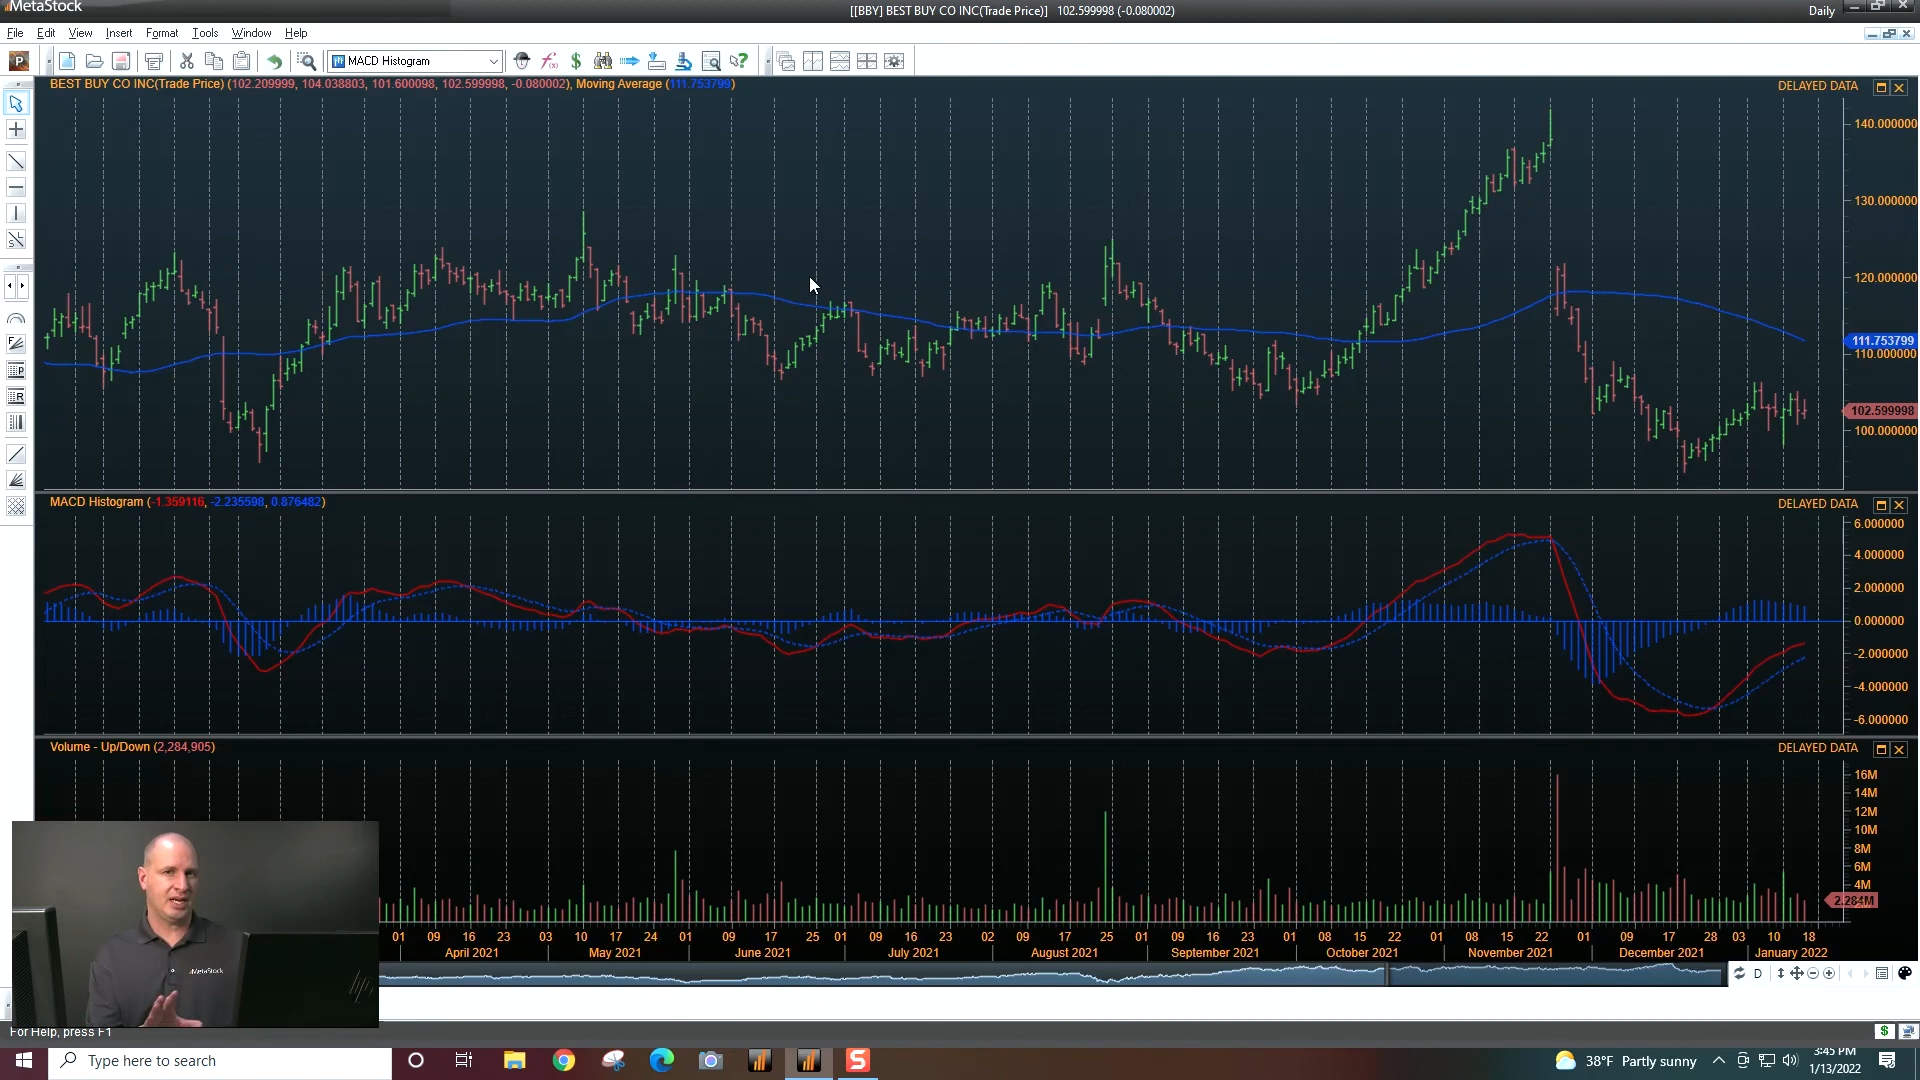 MetaStock
[[BBY] BEST BUY CO INC(Trade Price)] 102.599998 (-0.080002)
Daily
File Edit View Insert Format Tools Window Help
P
MACD Histogram
BEST BUY CO INC(Trade Price) (102.209999, 104.038803, 101.600098, 102.599998, -0.080002), Moving Average (111.753799)
DELAYED DATA
140.000000
130.000000
120.000000
111.753799
110.000000
102.599998
100.000000
MACD Histogram (-1.359116, -2.235598, 0.876482)
DELAYED DATA
6.000000
4.000000
2.000000
0.000000
-2.000000
-4.000000
-6.000000
Volume - Up/Down (2,284,905)
DELAYED DATA
16M
14M
12M
10M
8M
6M
4M
2.284M
01 09 16 23 03 10 17 24 01 09 17 25 01 09 16 23 02 09 17 25 01 09 16 23 01 08 15 22 01 08 15 22 01 09 17 28 03 10 18
April 2021 May 2021 June 2021 July 2021 August 2021 September 2021 October 2021 November 2021 December 2021 January 2022
D
MetaStock
For Help, press F1
Type here to search
S
38°F Partly sunny
3:45 PM
1/13/2022